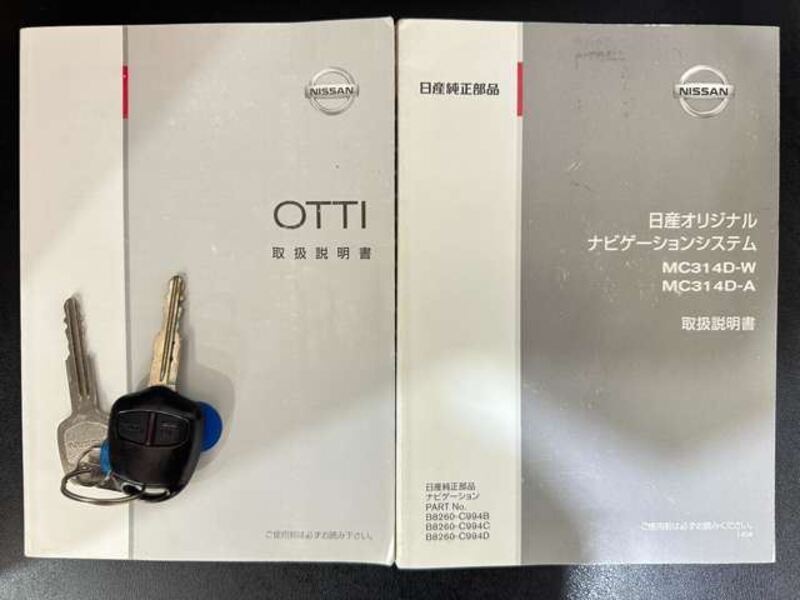 NISSAN
OTTI
取扱説明書
NISSAN
ご使用前は必ずお読み下さい。
日産純正部品
NISSAN
日産オリジナル
ナビゲーションシステム
MC314D-W
MC314D-A
取扱説明書
日産純正部品
ナビゲーション
PART No.
B8260-C994B
B8260-C994C
B8260-C994D
ご使用前は必ずお読みください。